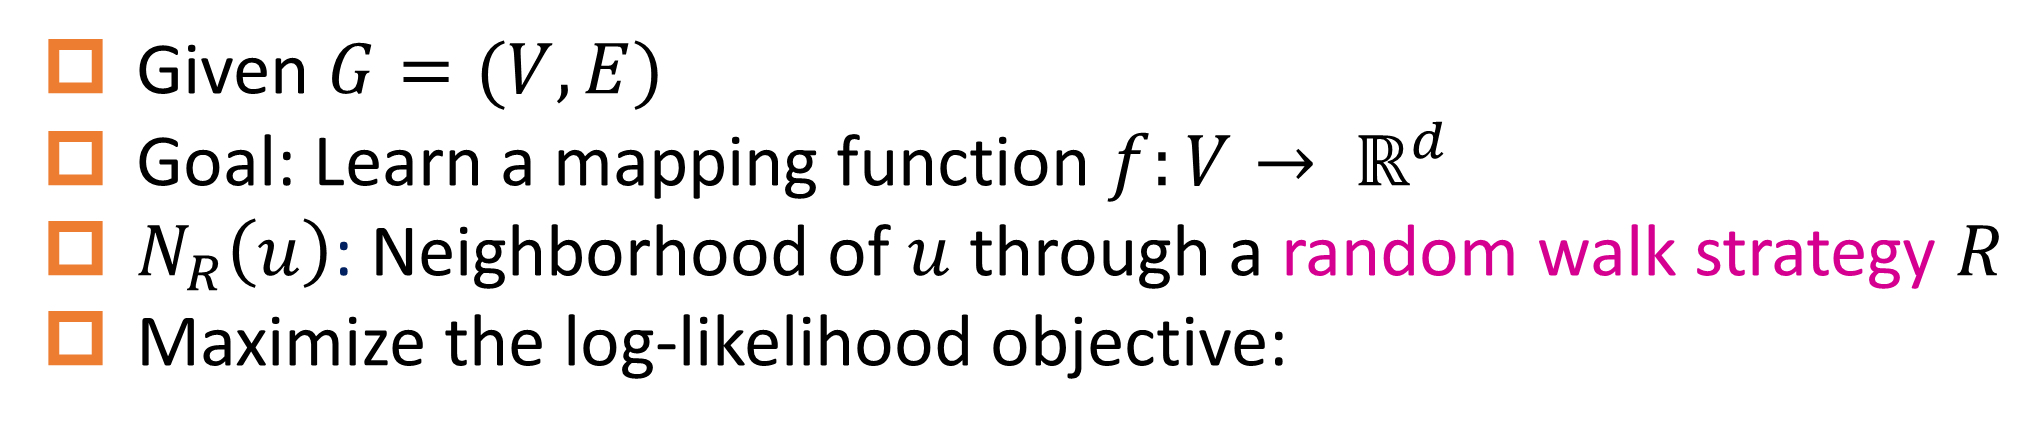 Given G = (V, E)
Goal: Learn a mapping function f: V → ℝ^d
N_R(u): Neighborhood of u through a random walk strategy R
Maximize the log-likelihood objective: